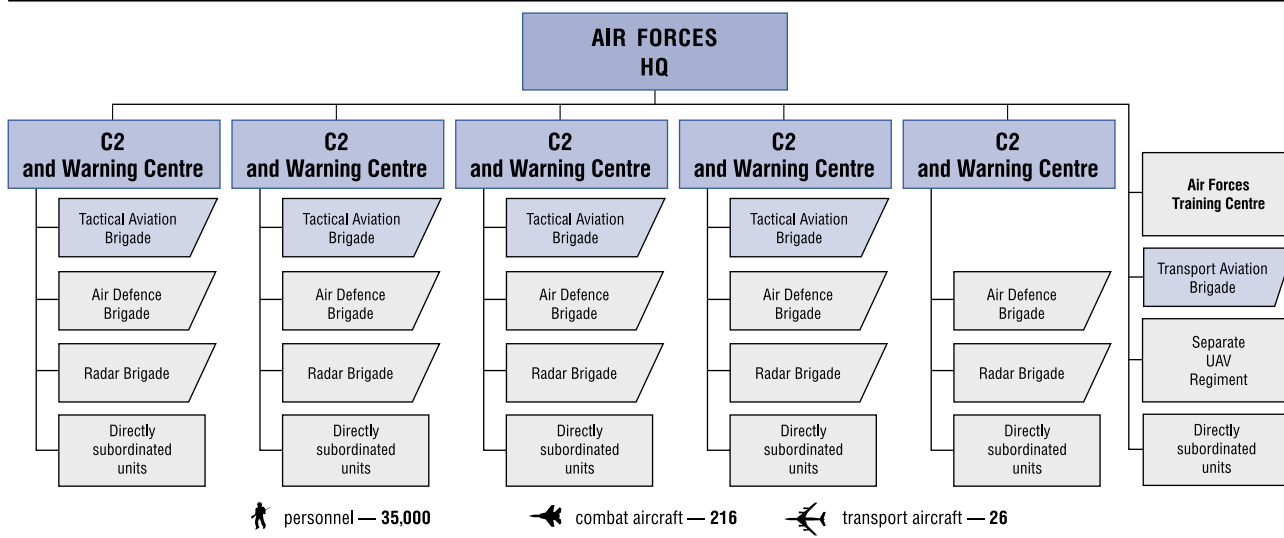 AIR FORCES
HQ
C2
and Warning Centre
Tactical Aviation
Brigade
Air Defence
Brigade
Radar Brigade
Directly
subordinated
units
C2
and Warning Centre
Tactical Aviation
Brigade
Air Defence
Brigade
Radar Brigade
Directly
subordinated
units
C2
and Warning Centre
Tactical Aviation
Brigade
Air Defence
Brigade
Radar Brigade
Directly
subordinated
units
C2
and Warning Centre
Tactical Aviation
Brigade
Air Defence
Brigade
Radar Brigade
Directly
subordinated
units
C2
and Warning Centre
Air Defence
Brigade
Radar Brigade
Directly
subordinated
units
Air Forces
Training Centre
Transport Aviation
Brigade
Separate
UAV
Regiment
Directly
subordinated
units
personnel — 35,000
combat aircraft — 216
transport aircraft — 26